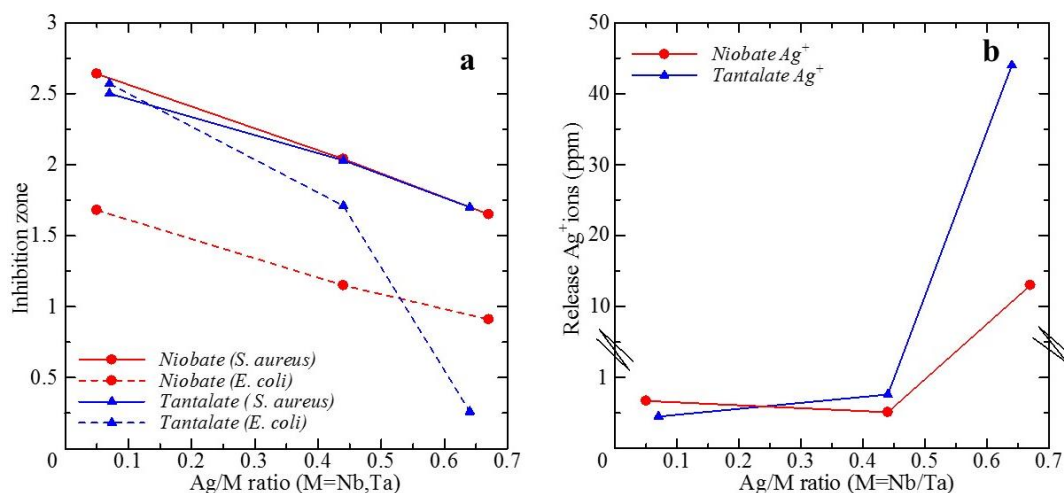 a
3
2.5
2
1.5
1
0.5
0
0.1
0.2
0.3
0.4
0.5
0.6
0.7
Inhibition zone
Ag/M ratio (M=Nb,Ta)
Niobate (S. aureus)
Niobate (E. coli)
Tantalate ( S. aureus)
Tantalate (E. coli)
b
50
45
40
35
30
25
20
10
1
0
0.1
0.2
0.3
0.4
0.5
0.6
0.7
Release Ag⁺ions (ppm)
Ag/M ratio (M=Nb/Ta)
Niobate Ag⁺
Tantalate Ag⁺